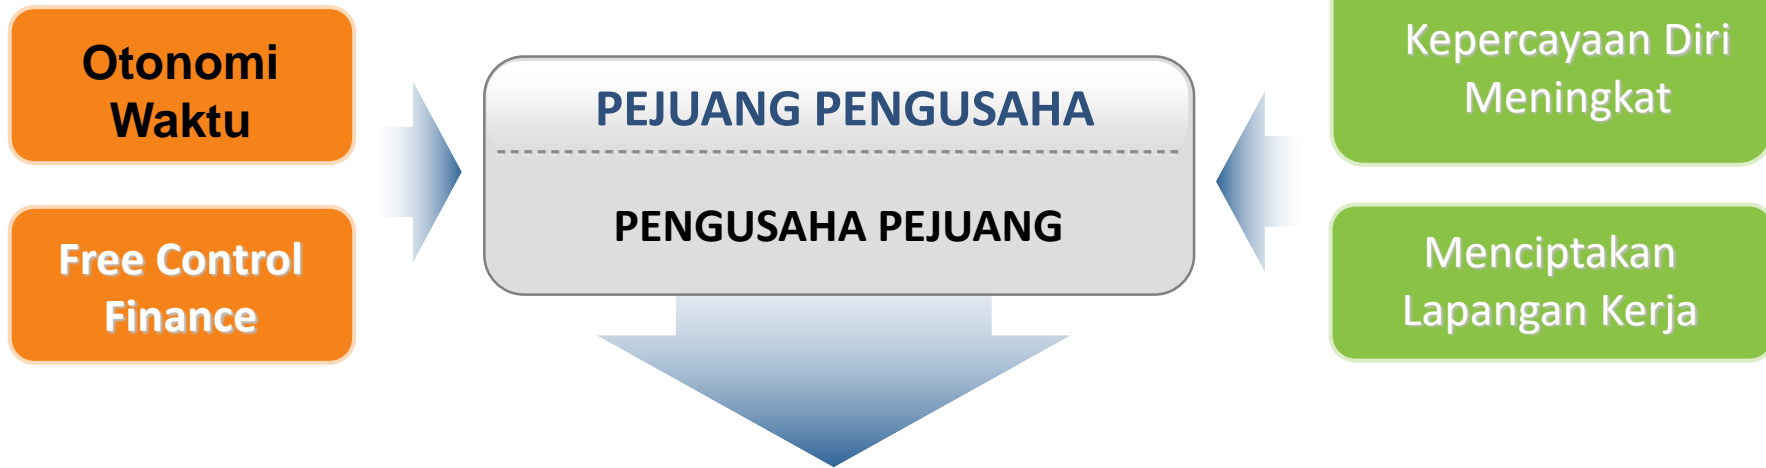 Otonomi
Waktu
Free Control
Finance
PEJUANG PENGUSAHA
PENGUSAHA PEJUANG
Kepercayaan Diri
Meningkat
Menciptakan
Lapangan Kerja